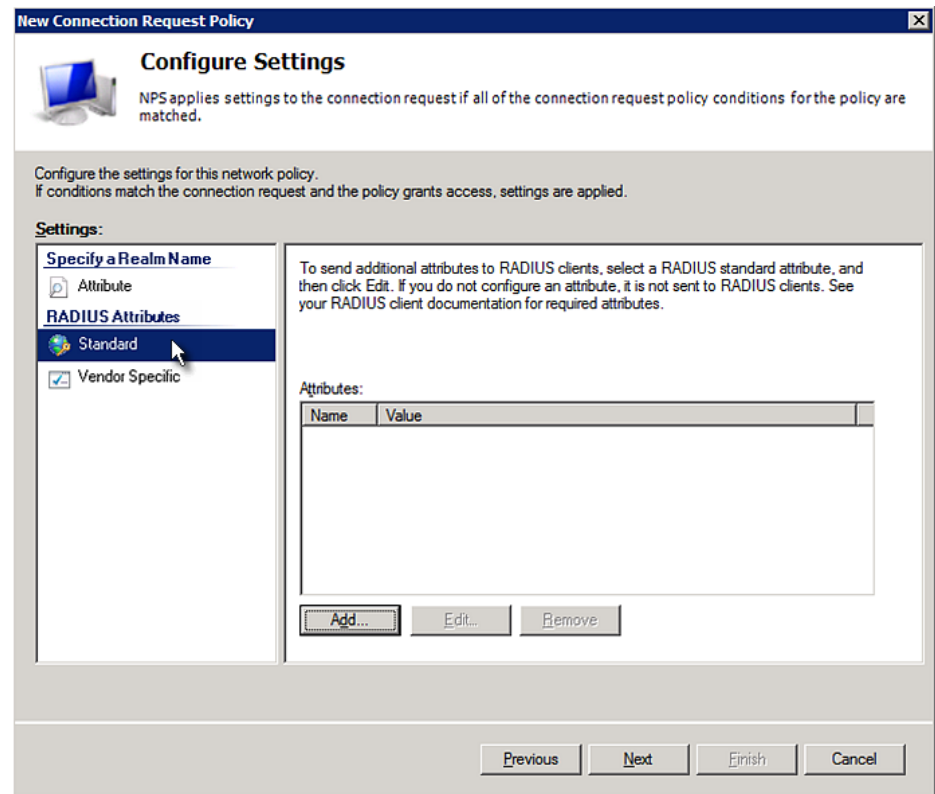 New Connection Request Policy
Configure Settings
NPS applies settings to the connection request if all of the connection request policy conditions for the policy are
matched.
Configure the settings for this network policy.
If conditions match the connection request and the policy grants access, settings are applied.
Settings:
Specify a Realm Name
Attribute
RADIUS Attributes
Standard
Vendor Specific
To send additional attributes to RADIUS clients, select a RADIUS standard attribute, and
then click Edit. If you do not configure an attribute, it is not sent to RADIUS clients. See
your RADIUS client documentation for required attributes.
Attributes:
Name Value
Add... Edit... Remove
Previous Next Finish Cancel